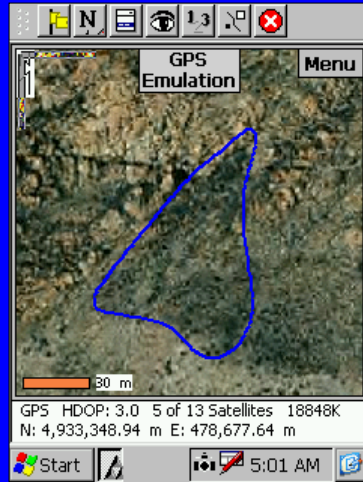 N
1 2 3
GPS
Emulation
Menu
30 m
GPS HDOP: 3.0 5 of 13 Satellites 18848K
N: 4,933,348.94 m E: 478,677.64 m
Start
5:01 AM